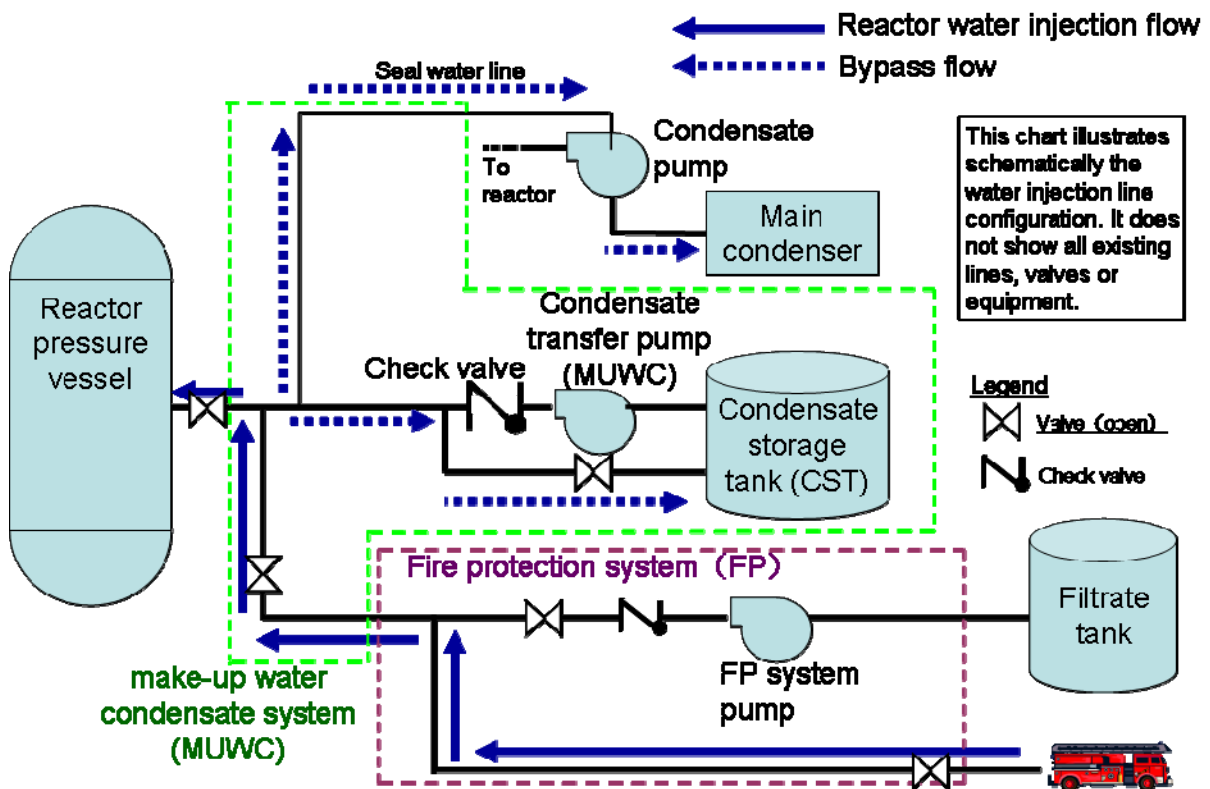 Reactor water injection flow
Bypass flow
Seal water line
Condensate
pump
To
reactor
Main
condenser
This chart illustrates
schematically the
water injection line
configuration. It does
not show all existing
lines, valves or
equipment.
Reactor
pressure
vessel
Condensate
transfer pump
(MUWC)
Check valve
Condensate
storage
tank (CST)
Legend
Valve (open)
Check valve
Fire protection system (FP)
Filtrate
tank
FP system
pump
make-up water
condensate system
(MUWC)